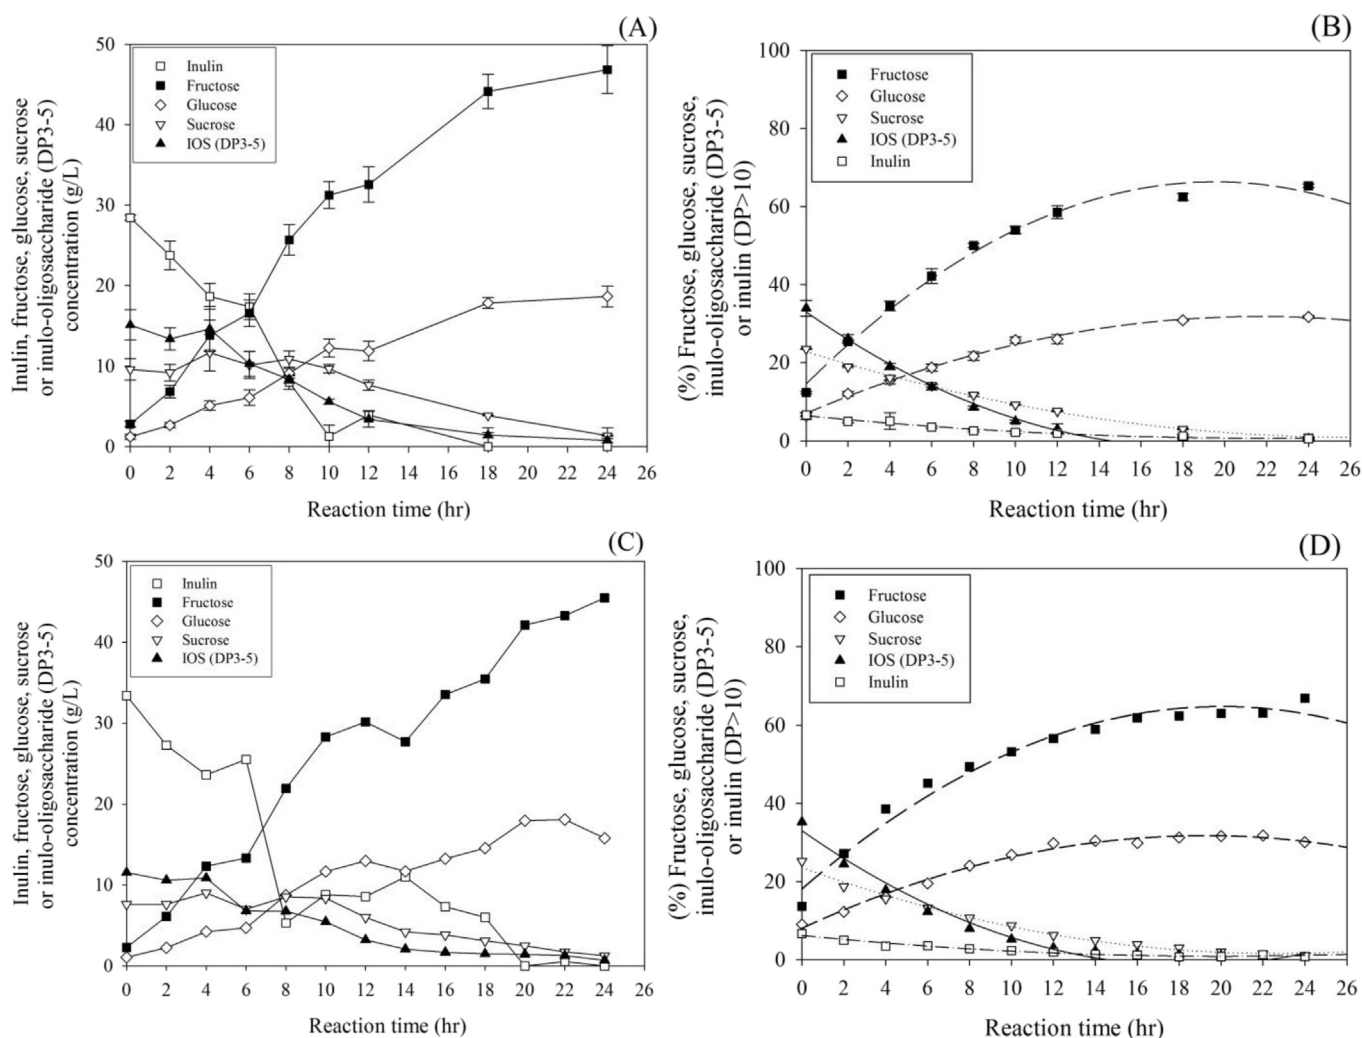 (A)
Inulin, fructose, glucose, sucrose
or inulo-oligosaccharide (DP3-5)
concentration (g/L)
50
40
30
20
10
0
Inulin
Fructose
Glucose
Sucrose
IOS (DP3-5)
0 2 4 6 8 10 12 14 16 18 20 22 24 26
Reaction time (hr)
(B)
(%) Fructose, glucose, sucrose,
inulo-oligosaccharide (DP3-5)
or inulin (DP>10)
100
80
60
40
20
0
Fructose
Glucose
Sucrose
IOS (DP3-5)
Inulin
0 2 4 6 8 10 12 14 16 18 20 22 24 26
Reaction time (hr)
(C)
Inulin, fructose, glucose, sucrose
or inulo-oligosaccharide (DP3-5)
concentration (g/L)
50
40
30
20
10
0
Inulin
Fructose
Glucose
Sucrose
IOS (DP3-5)
0 2 4 6 8 10 12 14 16 18 20 22 24 26
Reaction time (hr)
(D)
(%) Fructose, glucose, sucrose,
inulo-oligosaccharide (DP3-5)
or inulin (DP>10)
100
80
60
40
20
0
Fructose
Glucose
Sucrose
IOS (DP3-5)
Inulin
0 2 4 6 8 10 12 14 16 18 20 22 24 26
Reaction time (hr)